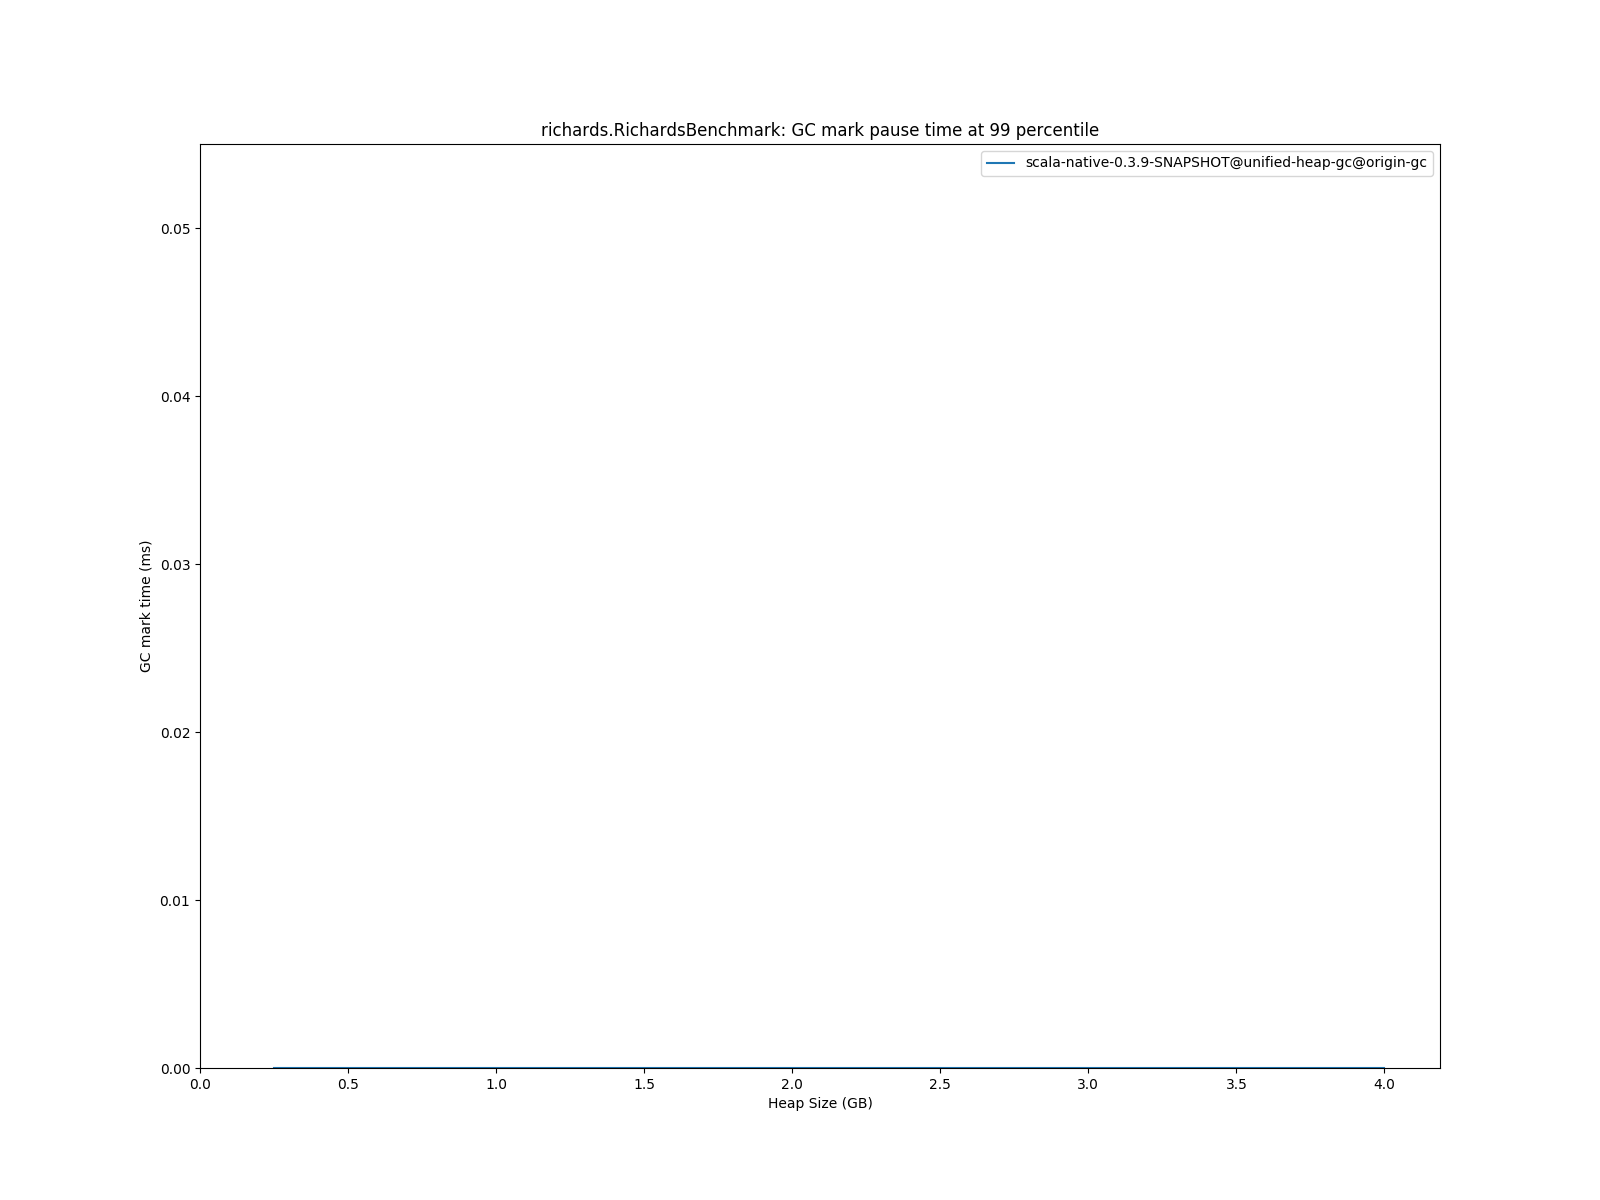 richards.RichardsBenchmark: GC mark pause time at 99 percentile
scala-native-0.3.9-SNAPSHOT@unified-heap-gc@origin-gc
0.05
0.04
0.03
0.02
0.01
0.00
GC mark time (ms)
0.0 0.5 1.0 1.5 2.0 2.5 3.0 3.5 4.0
Heap Size (GB)